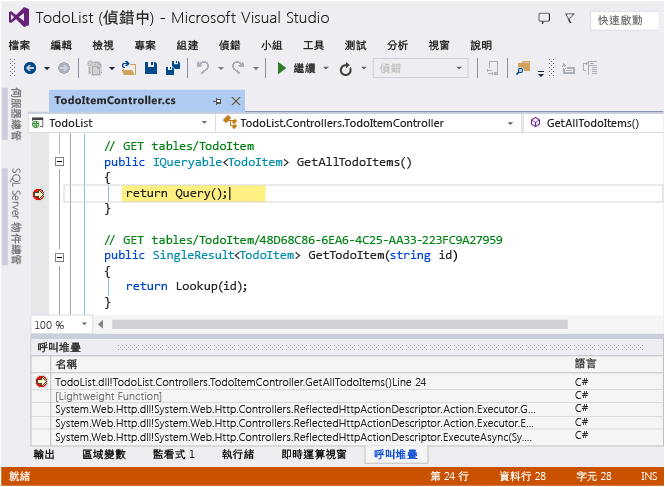 TodoList (偵錯中) - Microsoft Visual Studio
快速啟動
檔案 編輯 檢視 專案 組建 偵錯 小組 工具 測試 分析 視窗 說明
繼續 偵錯
伺服器總管
SQL Server 物件總管
TodoItemController.cs
TodoList TodoList.Controllers.TodoItemController GetAllTodoItems()
// GET tables/TodoItem
public IQueryable<TodoItem> GetAllTodoItems()
{
return Query();
}
// GET tables/TodoItem/48D68C86-6EA6-4C25-AA33-223FC9A27959
public SingleResult<TodoItem> GetTodoItem(string id)
{
return Lookup(id);
}
100 %
呼叫堆疊
名稱 語言
TodoList.dll!TodoList.Controllers.TodoItemController.GetAllTodoItems()Line 24 C#
[Lightweight Function] C#
System.Web.Http.dll!System.Web.Http.Controllers.ReflectedHttpActionDescriptor.Action.Executor.G... C#
System.Web.Http.dll!System.Web.Http.Controllers.ReflectedHttpActionDescriptor.Action.Executor.E... C#
System.Web.Http.dll!System.Web.Http.Controllers.ReflectedHttpActionDescriptor.ExecuteAsync(Sy... C#
輸出 區域變數 監看式 1 執行緒 即時運算視窗 呼叫堆疊
就緒 第 24 行 資料行 28 字元 28 INS